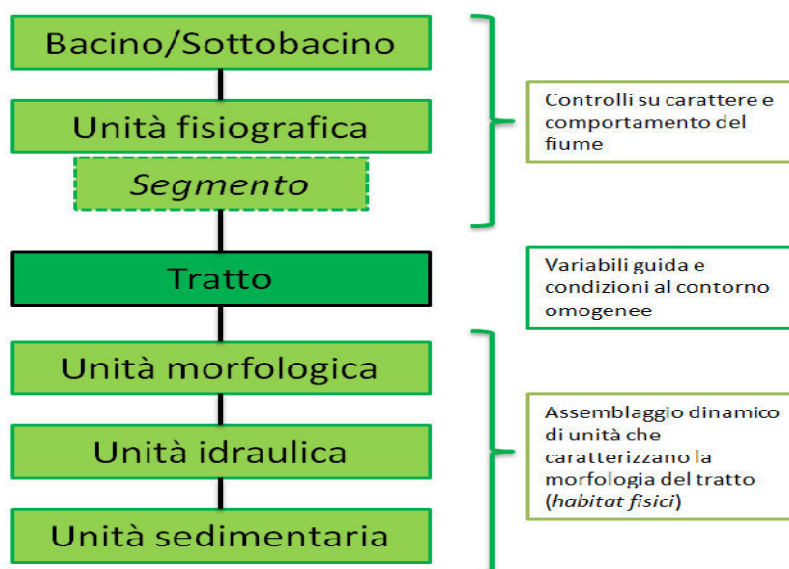 Bacino/Sottobacino
Unità fisiografica
Segmento
Tratto
Unità morfologica
Unità idraulica
Unità sedimentaria
Controlli su carattere e
comportamento del
fiume
Variabili guida e
condizioni al contorno
omogenee
Assemblaggio dinamico
di unità che
caratterizzano la
morfologia del tratto
(habitat fisici)